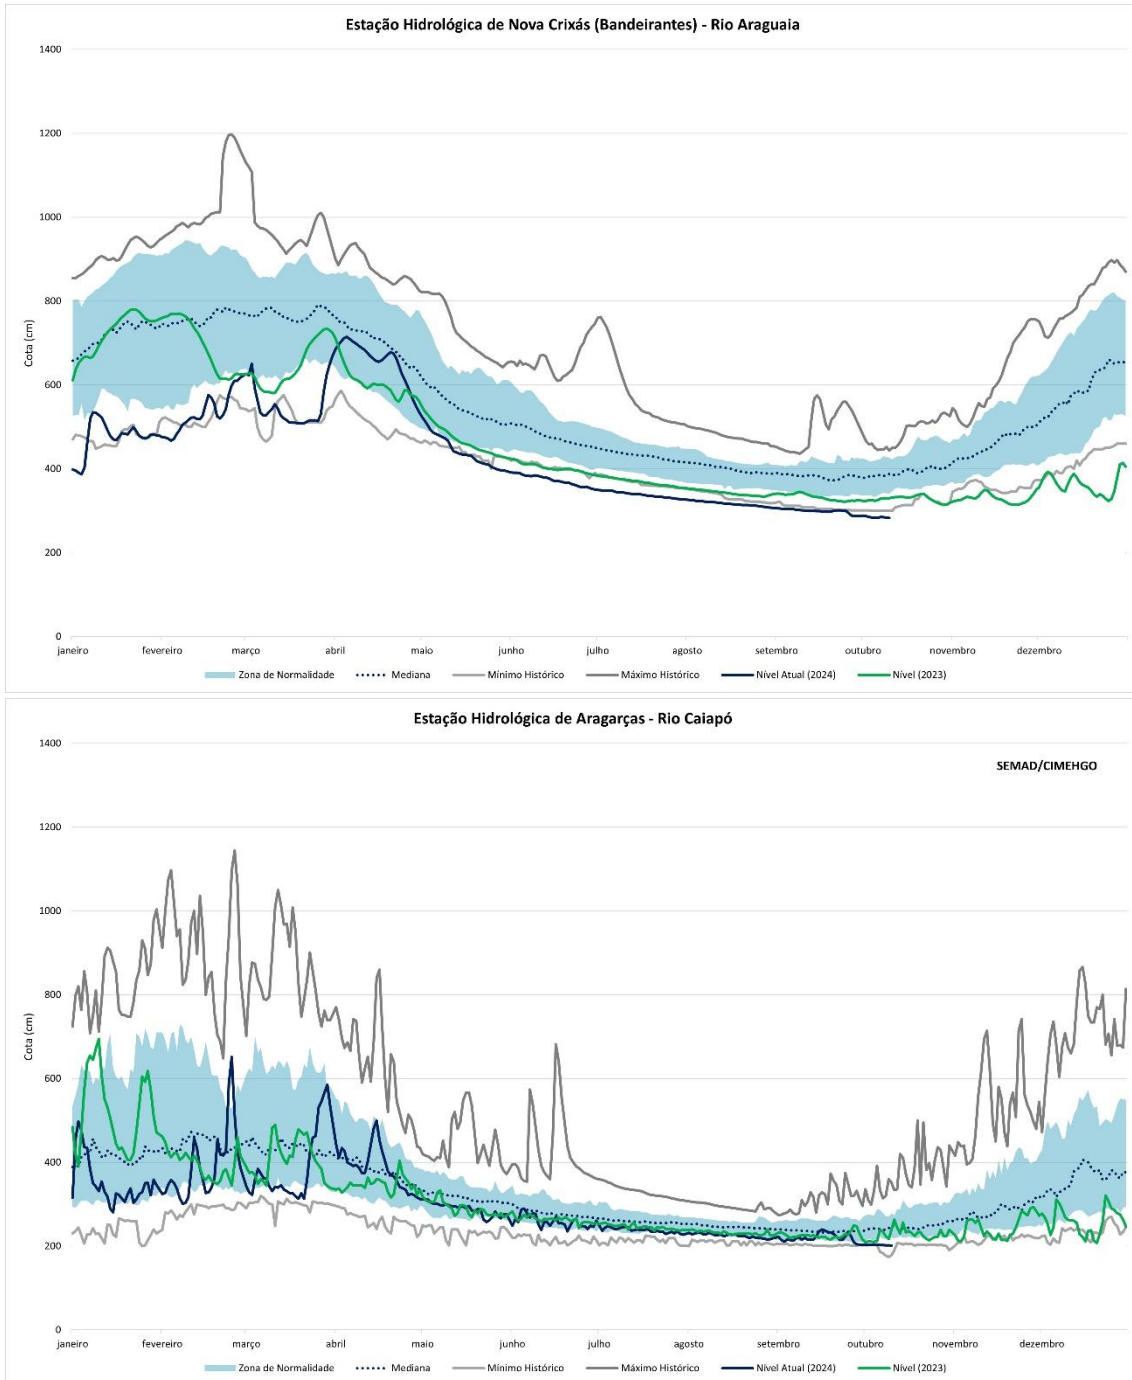 Estação Hidrológica de Nova Crixás (Bandeirantes) - Rio Araguaia
1400
1200
1000
800
600
400
200
0
Cota (cm)
janeiro fevereiro março abril maio junho julho agosto setembro outubro novembro dezembro
Zona de Normalidade Mediana Mínimo Histórico Máximo Histórico Nível Atual (2024) Nível (2023)
Estação Hidrológica de Aragarças - Rio Caiapó
SEMAD/CIMEHGO
1400
1200
1000
800
600
400
200
0
Cota (cm)
janeiro fevereiro março abril maio junho julho agosto setembro outubro novembro dezembro
Zona de Normalidade Mediana Mínimo Histórico Máximo Histórico Nível Atual (2024) Nível (2023)